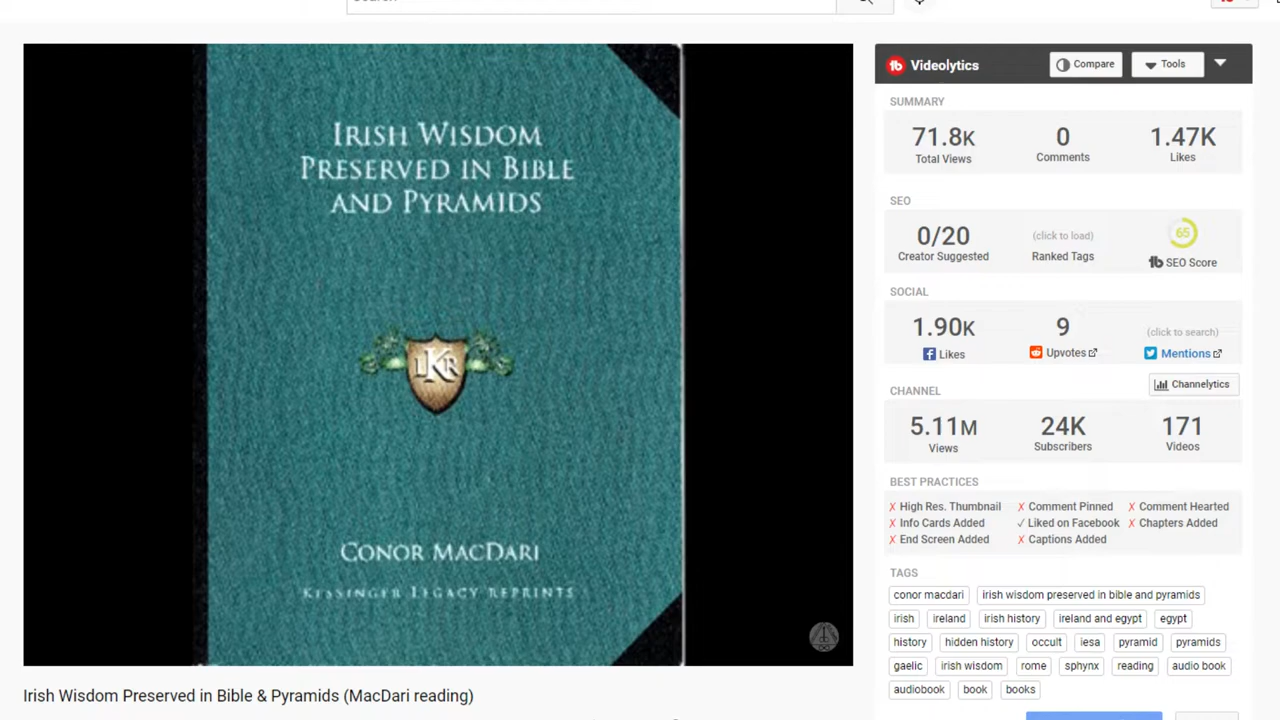 IRISH WISDOM
PRESERVED IN BIBLE
AND PYRAMIDS
LKR
CONOR MACDARI
KESSINGER LEGACY REPRINTS
Irish Wisdom Preserved in Bible & Pyramids (MacDari reading)
tb Videolytics
Compare
Tools
SUMMARY
71.8K 0 1.47K
Total Views Comments Likes
SEO
0/20 (click to load) 65
Creator Suggested Ranked Tags tb SEO Score
SOCIAL
1.90K 9 (click to search)
Likes Upvotes Mentions
CHANNEL Channelytics
5.11M 24K 171
Views Subscribers Videos
BEST PRACTICES
✗ High Res. Thumbnail ✗ Comment Pinned ✗ Comment Hearted
✗ Info Cards Added ✓ Liked on Facebook ✗ Chapters Added
✗ End Screen Added ✗ Captions Added
TAGS
conor macdari irish wisdom preserved in bible and pyramids
irish ireland irish history ireland and egypt egypt
history hidden history occult iesa pyramid pyramids
gaelic irish wisdom rome sphynx reading audio book
audiobook book books